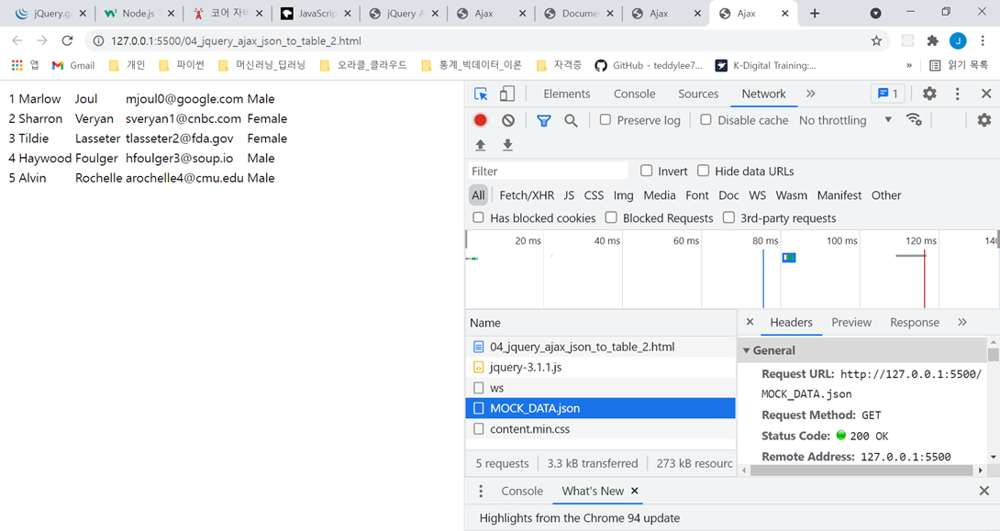 jQuery.g
Node.js T
코어 자바
JavaScrip
jQuery A
Ajax
Docume
Ajax
Ajax
127.0.0.1:5500/04_jquery_ajax_json_to_table_2.html
J
앱 Gmail 개인 파이썬 머신러닝_딥러닝 오라클_클라우드 통계_빅데이터_이론 자격증 GitHub - teddylee7... K-Digital Training:... » 읽기 목록
1 Marlow Joul mjoul0@google.com Male
2 Sharron Veryan sveryan1@cnbc.com Female
3 Tildie Lasseter tlasseter2@fda.gov Female
4 Haywood Foulger hfoulger3@soup.io Male
5 Alvin Rochelle arochelle4@cmu.edu Male
Elements Console Sources Network » 1
Preserve log Disable cache No throttling
Filter Invert Hide data URLs
All Fetch/XHR JS CSS Img Media Font Doc WS Wasm Manifest Other
Has blocked cookies Blocked Requests 3rd-party requests
20 ms 40 ms 60 ms 80 ms 100 ms 120 ms 140
Name
04_jquery_ajax_json_to_table_2.html
jquery-3.1.1.js
ws
MOCK_DATA.json
content.min.css
5 requests 3.3 kB transferred 273 kB resourc
Headers Preview Response »
General
Request URL: http://127.0.0.1:5500/
MOCK_DATA.json
Request Method: GET
Status Code: 200 OK
Remote Address: 127.0.0.1:5500
Console What's New
Highlights from the Chrome 94 update